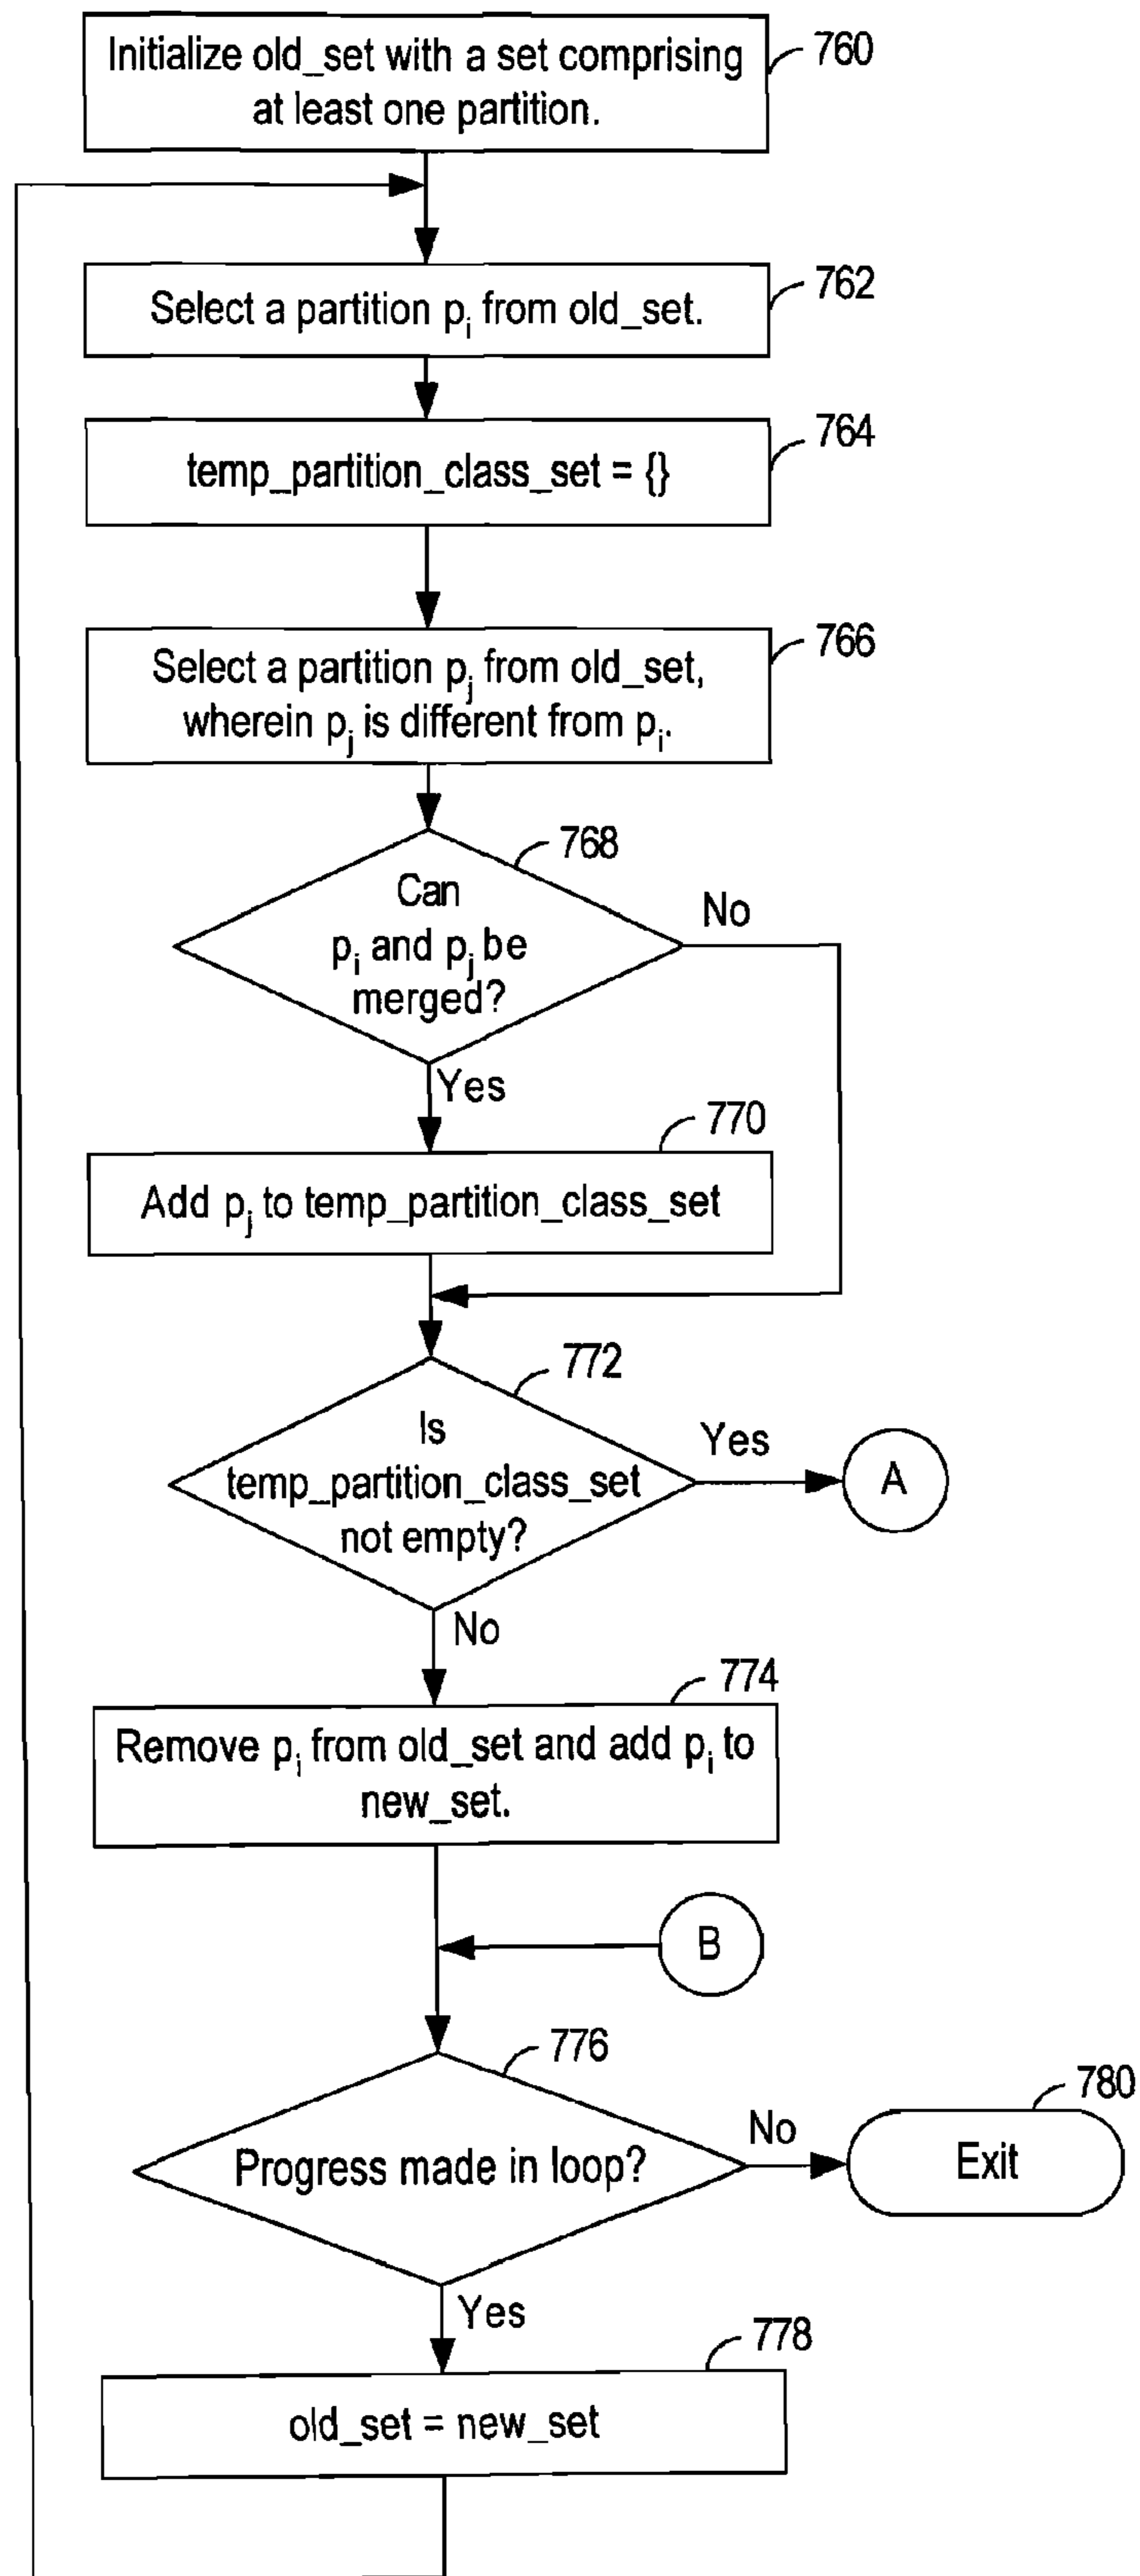 Initialize old_set with a set comprising
at least one partition.
760
Select a partition pi from old_set.
762
temp_partition_class_set = {}
764
Select a partition pj from old_set,
wherein pj is different from pi.
766
768
Can
pi and pj be
merged?
No
Yes
770
Add pj to temp_partition_class_set
772
Is
temp_partition_class_set
not empty?
Yes
A
No
774
Remove pi from old_set and add pi to
new_set.
B
776
Progress made in loop?
No
780
Exit
Yes
778
old_set = new_set